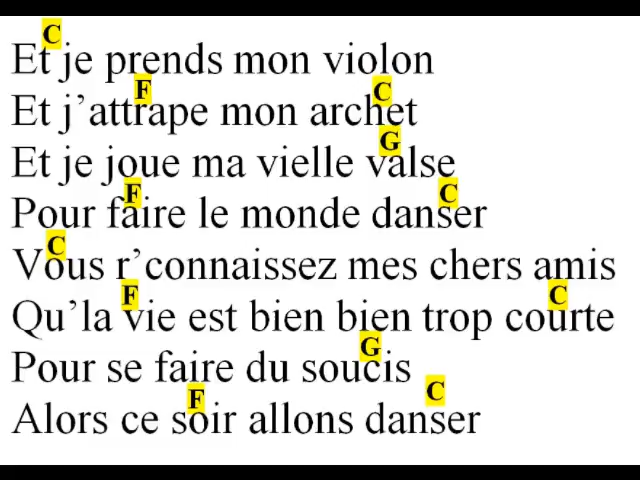 C
Et je prends mon violon
F C
Et j’attrape mon archet
G
Et je joue ma vielle valse
F C
Pour faire le monde danser
C
Vous r’connaissez mes chers amis
F C
Qu’la vie est bien bien trop courte
G
Pour se faire du soucis
F C
Alors ce soir allons danser